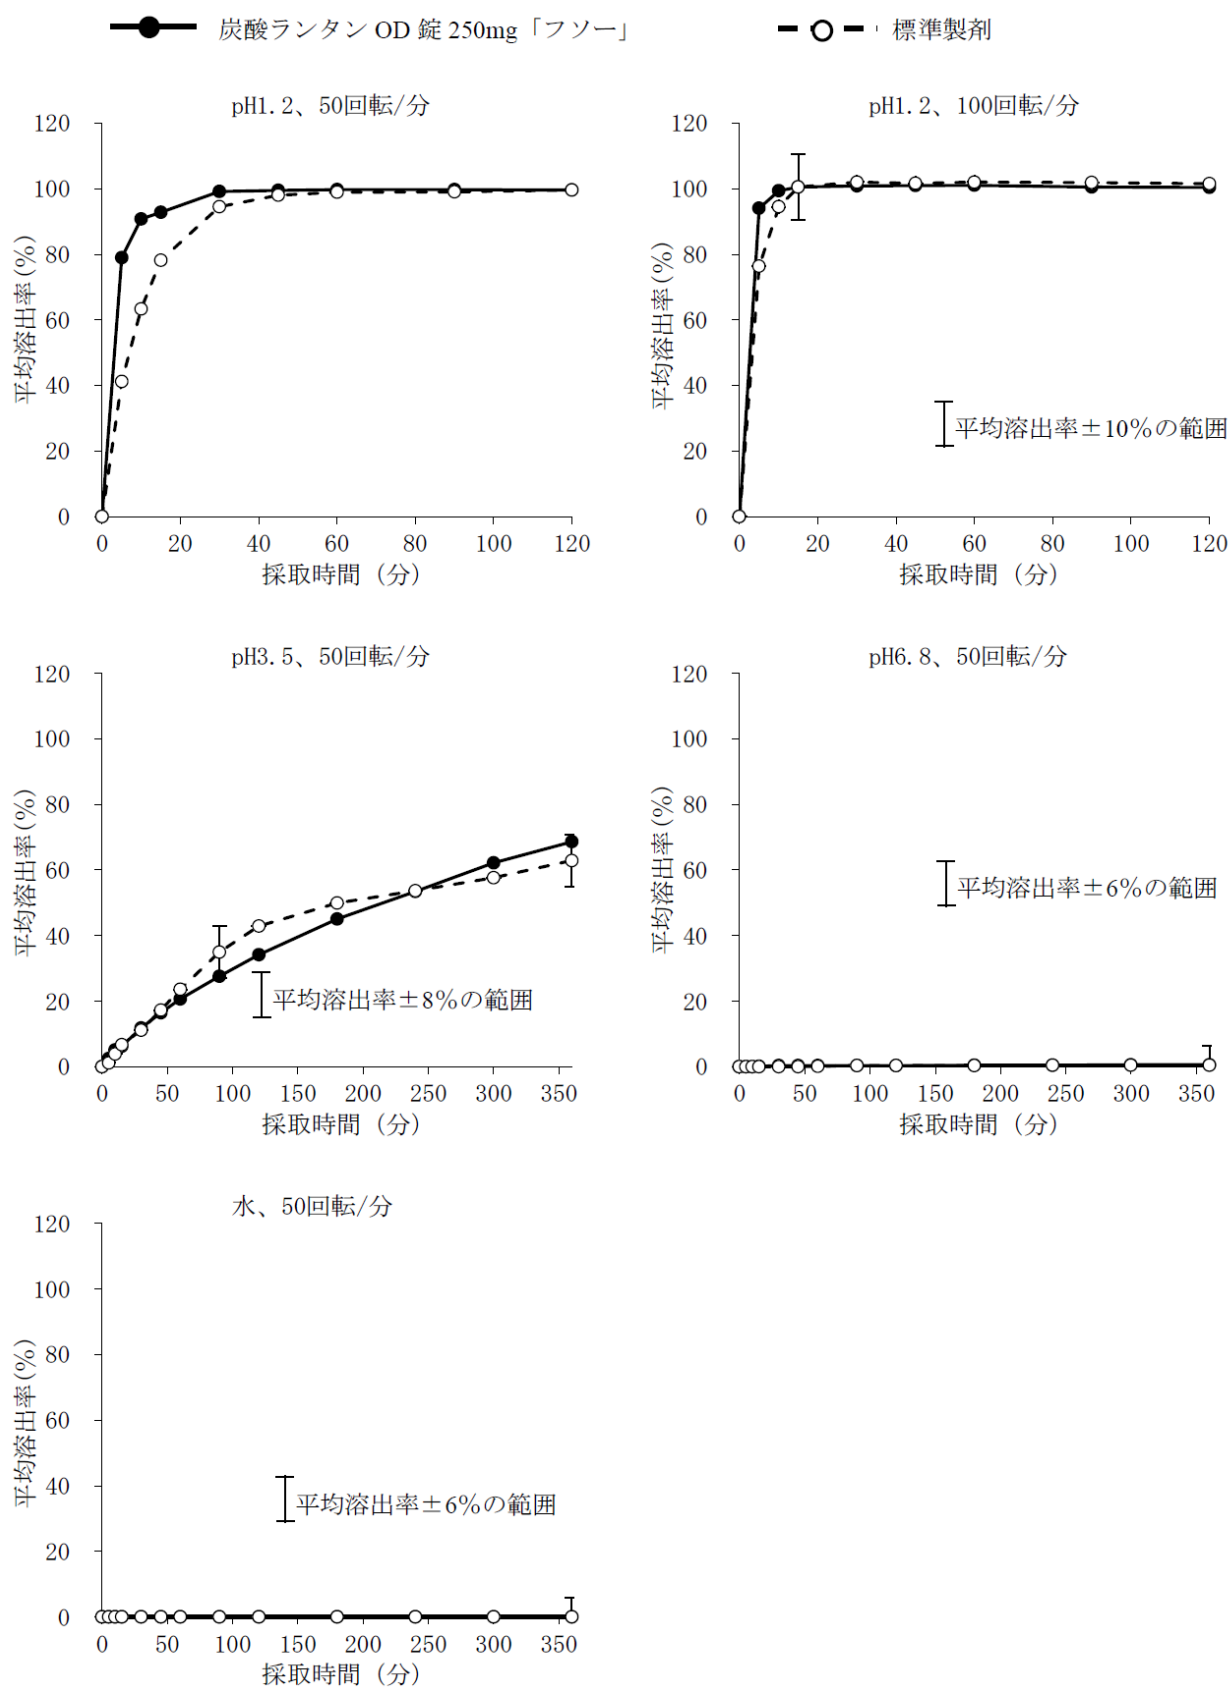 炭酸ランタン OD 錠 250mg「フソー」
標準製剤
pH1.2、50回転/分
120
100
80
60
40
20
0
平均溶出率(%)
0 20 40 60 80 100 120
採取時間 (分)
pH1.2、100回転/分
120
100
80
60
40
20
0
平均溶出率(%)
平均溶出率±10%の範囲
0 20 40 60 80 100 120
採取時間 (分)
pH3.5、50回転/分
120
100
80
60
40
20
0
平均溶出率(%)
平均溶出率±8%の範囲
0 50 100 150 200 250 300 350
採取時間 (分)
pH6.8、50回転/分
120
100
80
60
40
20
0
平均溶出率(%)
平均溶出率±6%の範囲
0 50 100 150 200 250 300 350
採取時間 (分)
水、50回転/分
120
100
80
60
40
20
0
平均溶出率(%)
平均溶出率±6%の範囲
0 50 100 150 200 250 300 350
採取時間 (分)